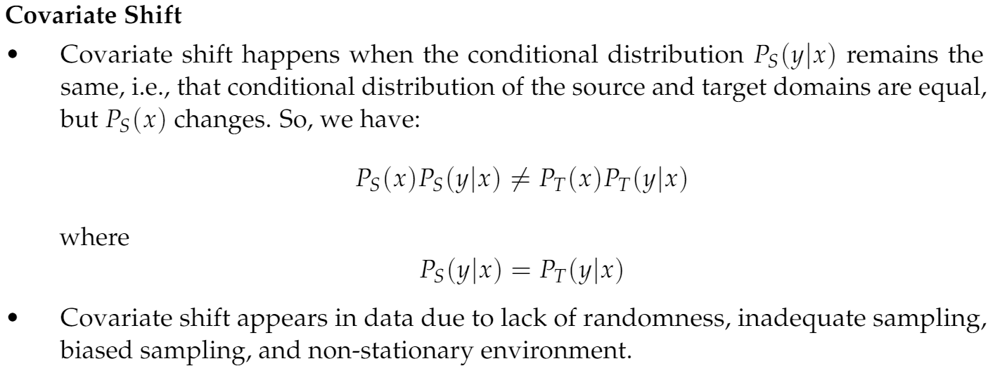 Covariate Shift
• Covariate shift happens when the conditional distribution P_S(y|x) remains the
same, i.e., that conditional distribution of the source and target domains are equal,
but P_S(x) changes. So, we have:
P_S(x)P_S(y|x) ≠ P_T(x)P_T(y|x)
where
P_S(y|x) = P_T(y|x)
• Covariate shift appears in data due to lack of randomness, inadequate sampling,
biased sampling, and non-stationary environment.